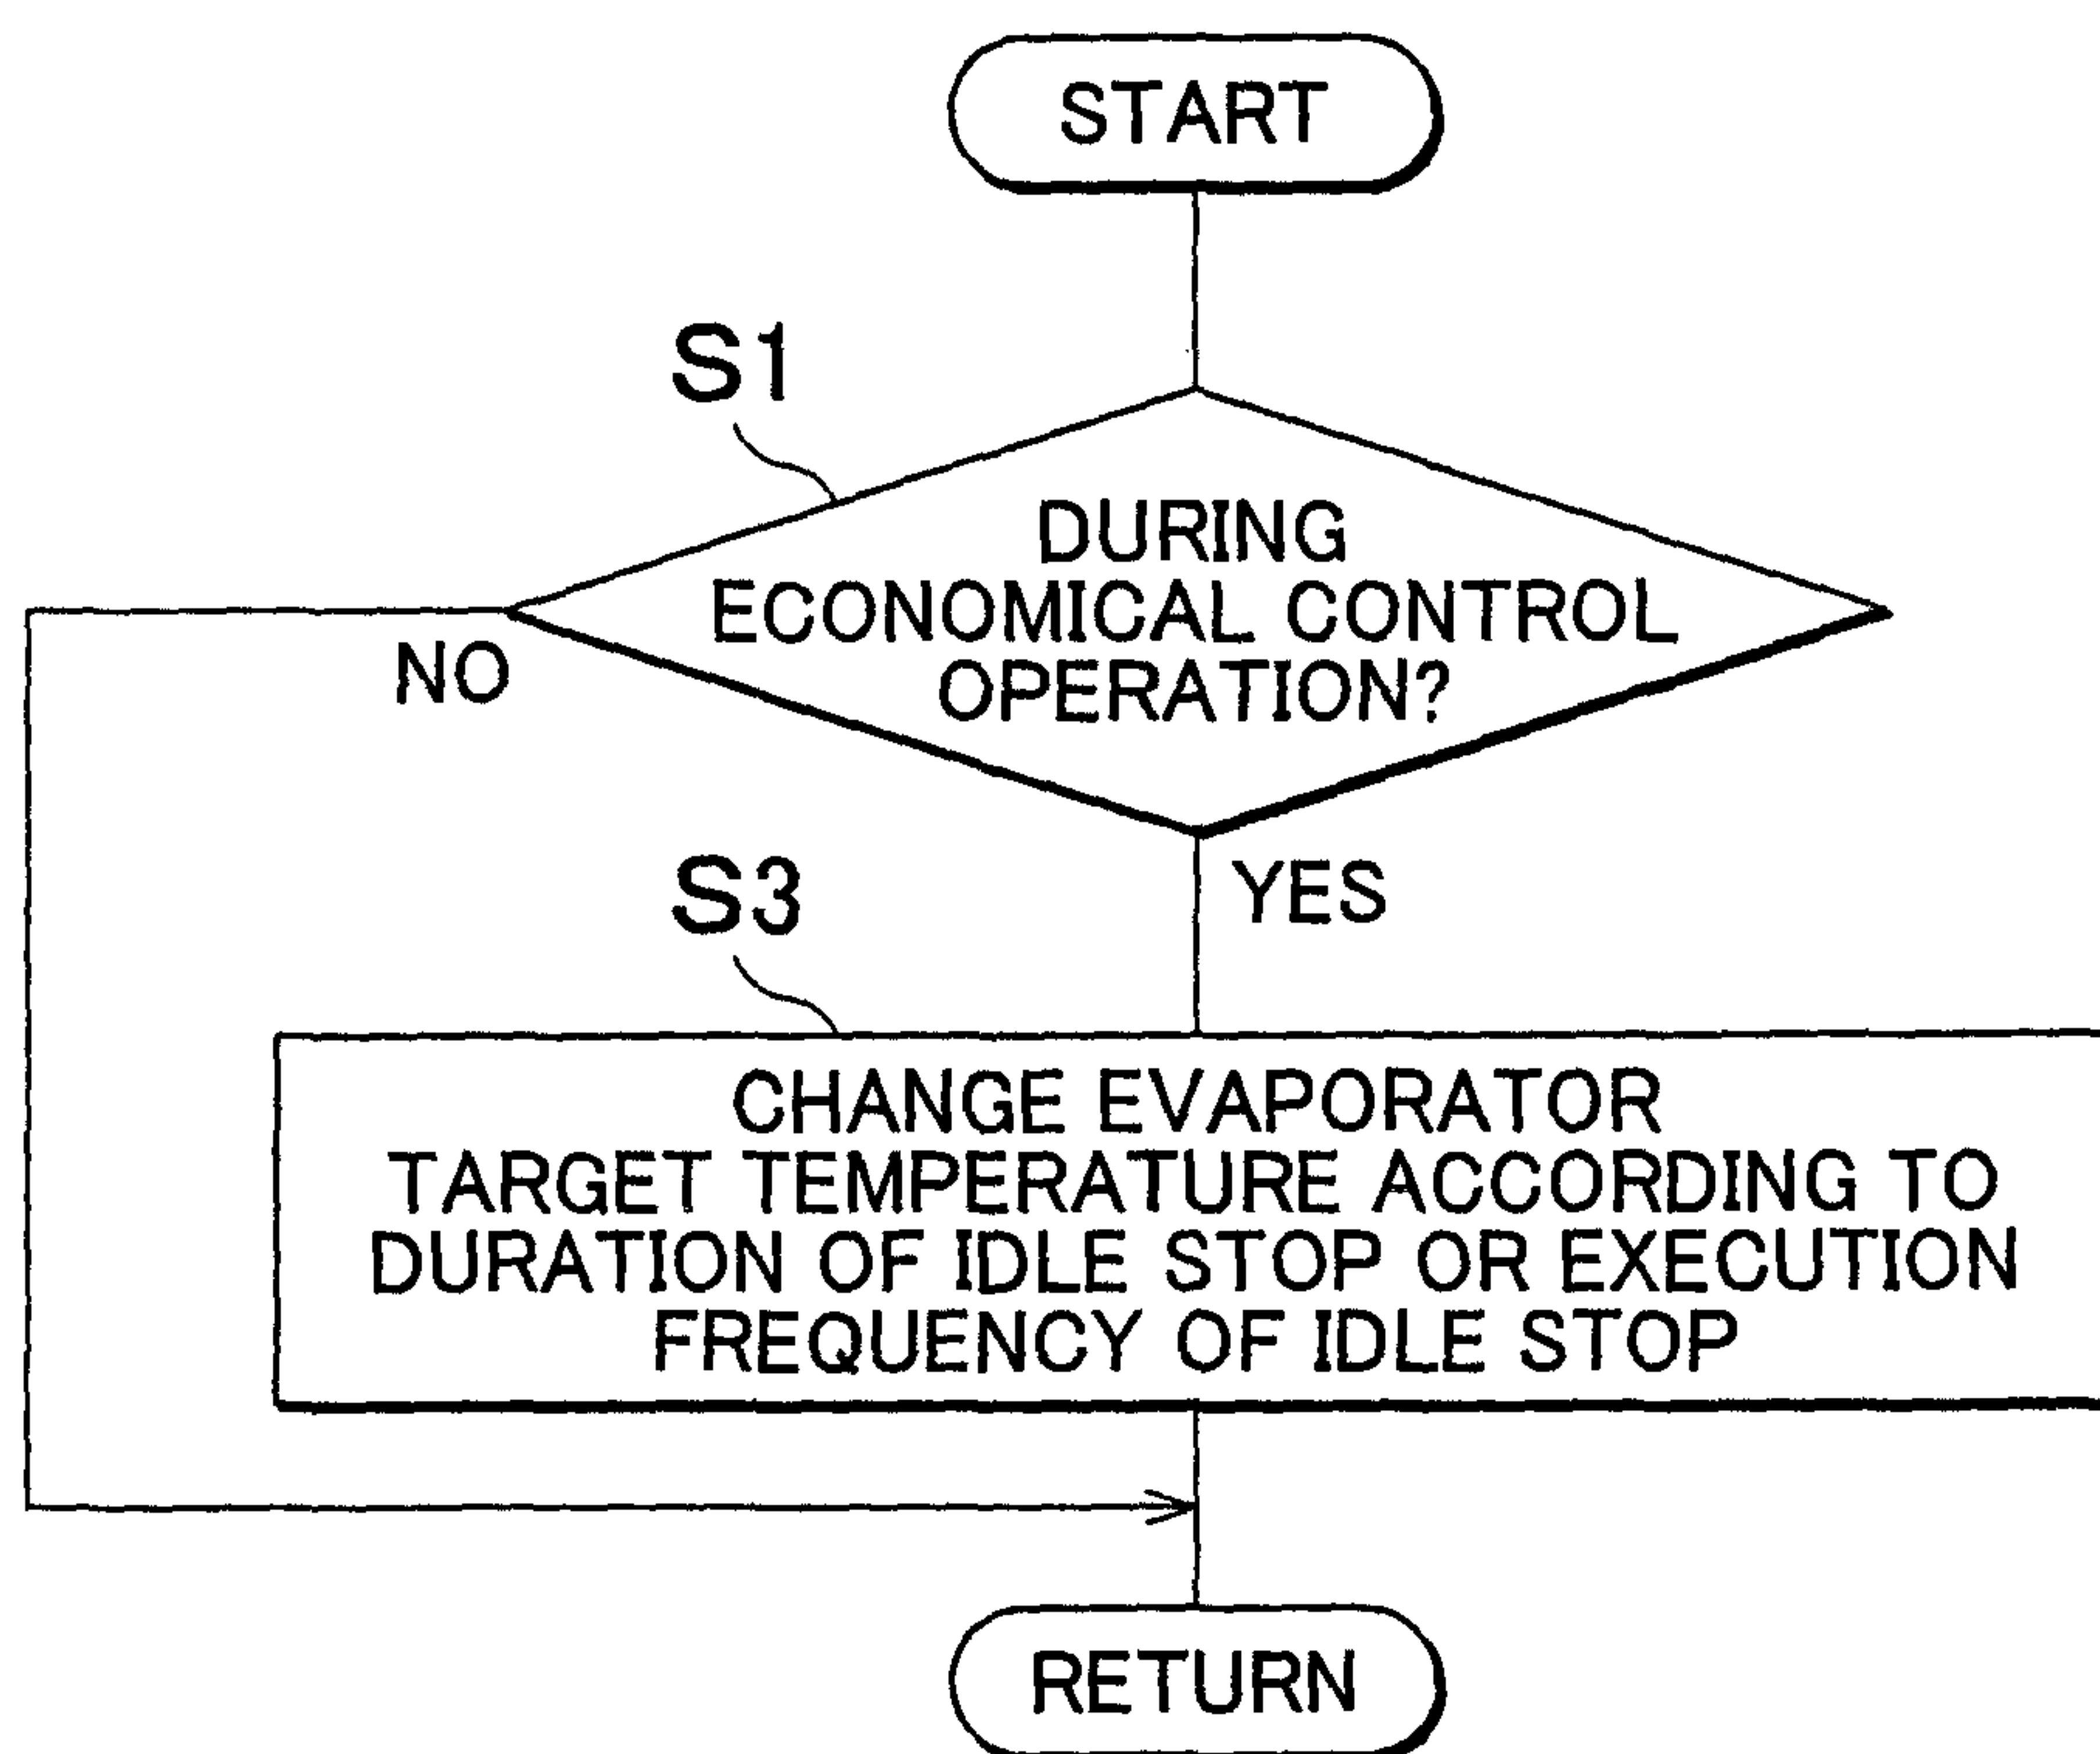 START
S1
DURING
ECONOMICAL CONTROL
OPERATION?
NO
YES
S3
CHANGE EVAPORATOR
TARGET TEMPERATURE ACCORDING TO
DURATION OF IDLE STOP OR EXECUTION
FREQUENCY OF IDLE STOP
RETURN